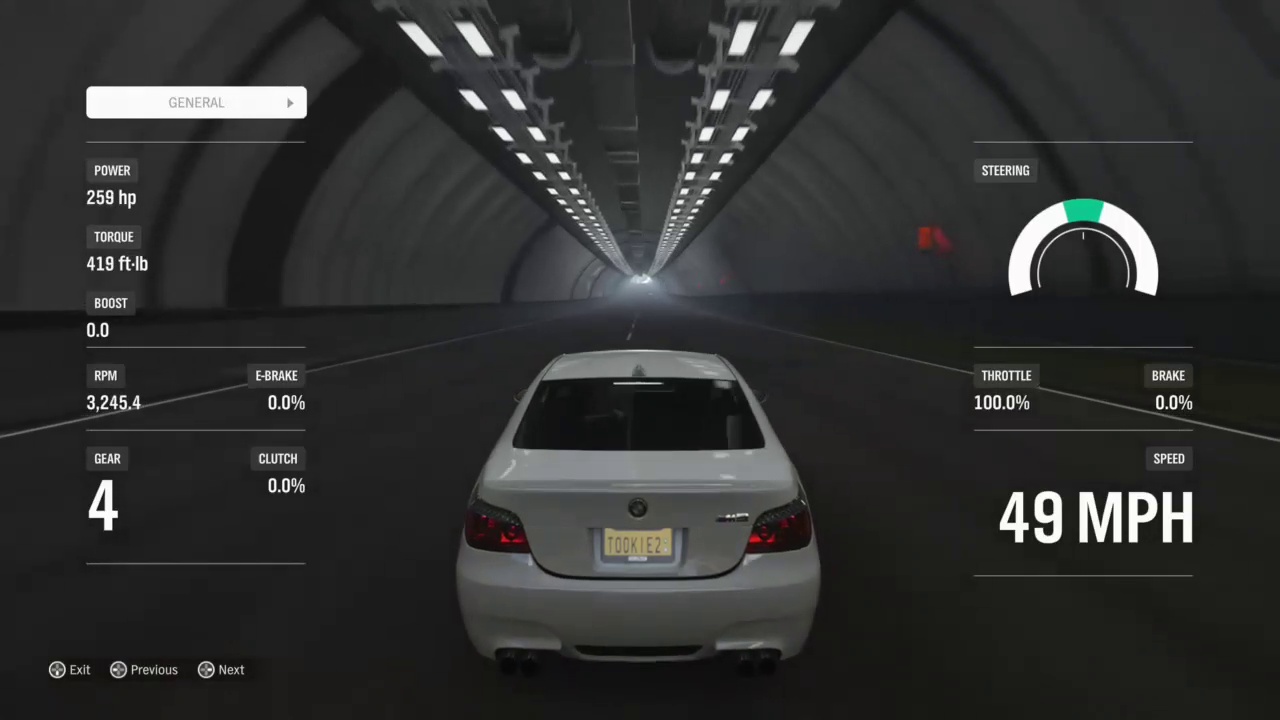 GENERAL
POWER
259 hp
TORQUE
419 ft·lb
BOOST
0.0
RPM
3,245.4
E-BRAKE
0.0%
GEAR
4
CLUTCH
0.0%
STEERING
THROTTLE
100.0%
BRAKE
0.0%
SPEED
49 MPH
M5
TOOKIE2
Exit
Previous
Next